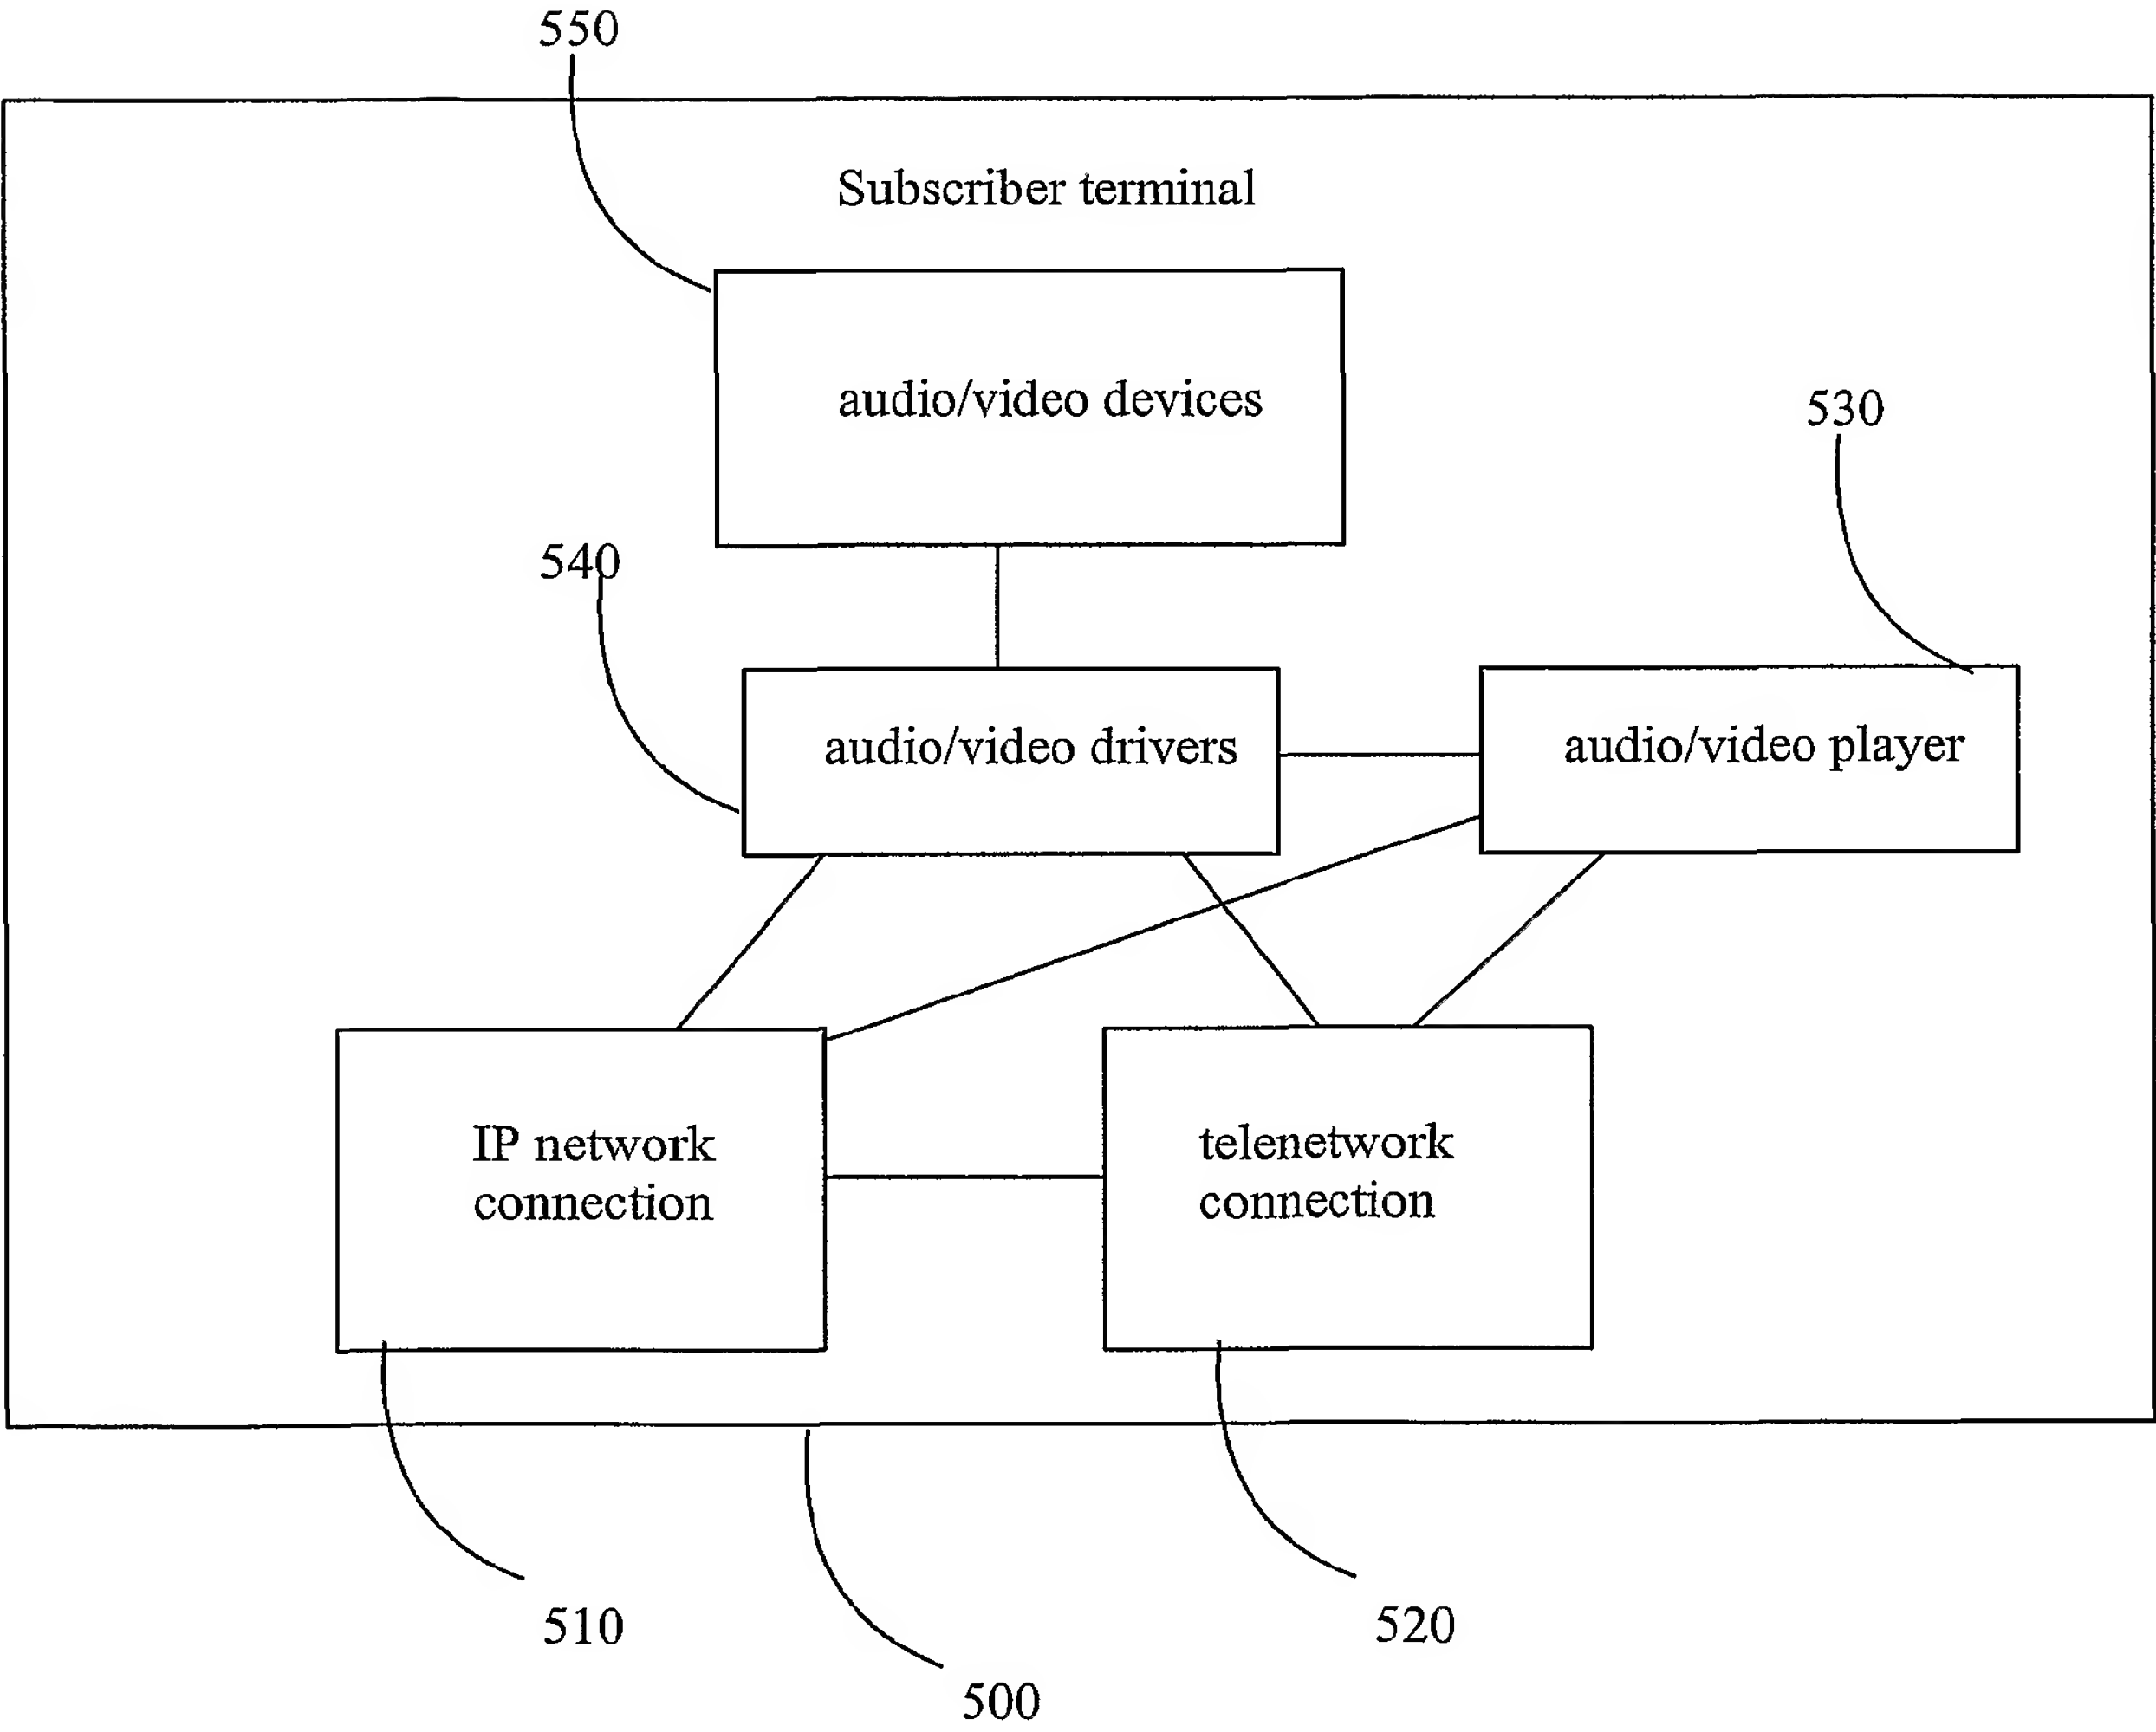 550
Subscriber terminal
audio/video devices
530
540
audio/video drivers
audio/video player
IP network
connection
telenetwork
connection
510
520
500